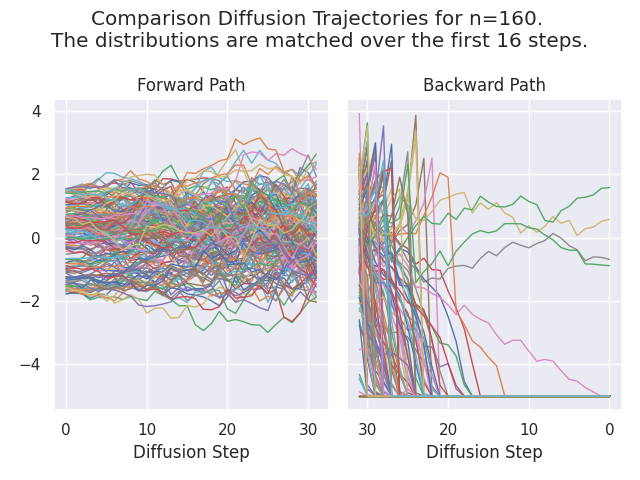 Comparison Diffusion Trajectories for n=160.
The distributions are matched over the first 16 steps.
Forward Path
Backward Path
4
2
0
−2
−4
0
10
20
30
30
20
10
0
Diffusion Step
Diffusion Step